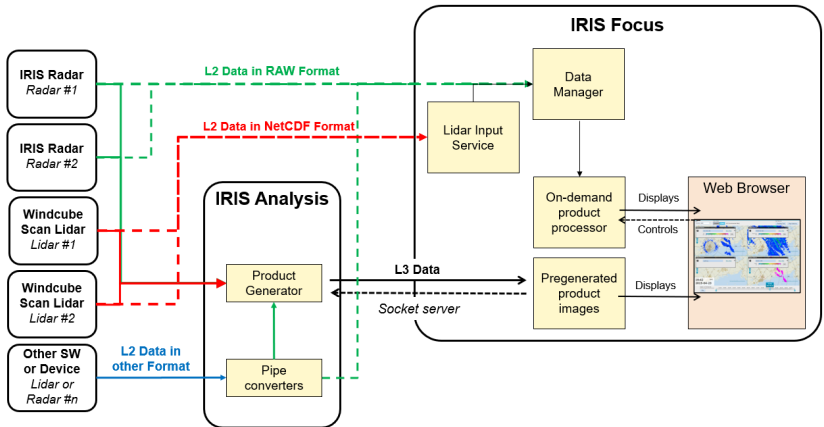 IRIS Focus
IRIS Radar
Radar #1
L2 Data in RAW Format
Data
Manager
IRIS Radar
Radar #2
L2 Data in NetCDF Format
Lidar Input
Service
IRIS Analysis
Windcube
Scan Lidar
Lidar #1
On-demand
product
processor
Displays
Controls
Web Browser
Windcube
Scan Lidar
Lidar #2
Product
Generator
L3 Data
Socket server
Pregenerated
product
images
Displays
Other SW
or Device
Lidar or
Radar #n
L2 Data in
other Format
Pipe
converters